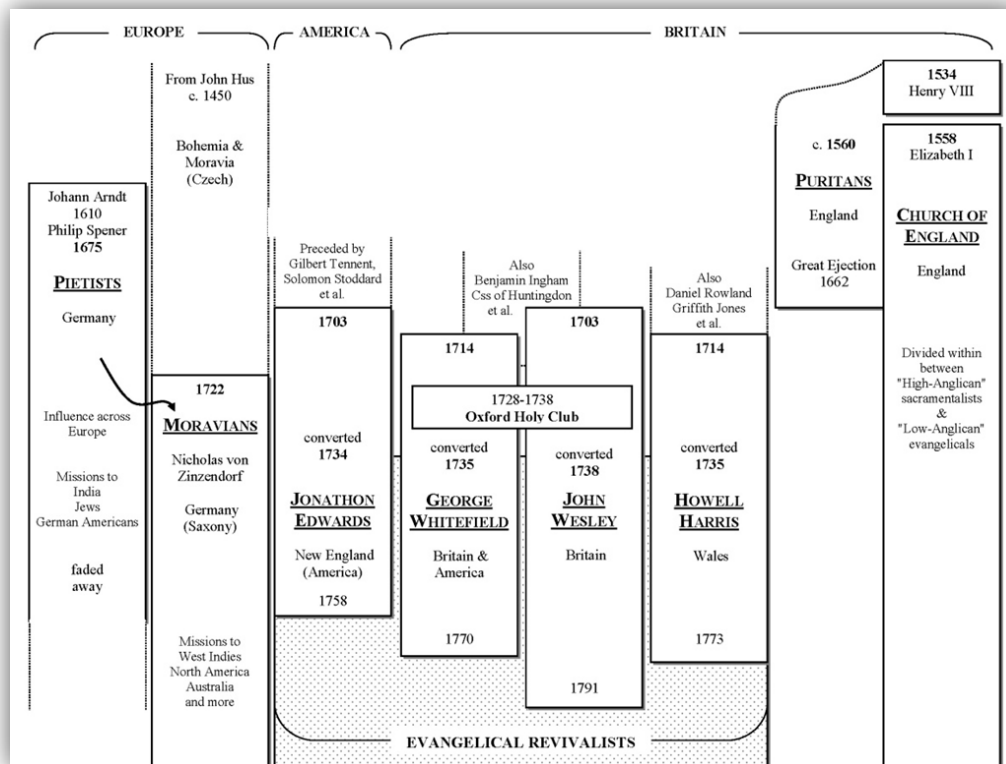 EUROPE
AMERICA
BRITAIN
Johann Arndt
1610
Philip Spener
1675
PIETISTS
Germany
Influence across
Europe
Missions to
India
Jews
German Americans
faded
away
From John Hus
c. 1450
Bohemia &
Moravia
(Czech)
1722
MORAVIANS
Nicholas von
Zinzendorf
Germany
(Saxony)
Missions to
West Indies
North America
Australia
and more
Preceded by
Gilbert Tennent,
Solomon Stoddard
et al.
1703
converted
1734
JONATHON
EDWARDS
New England
(America)
1758
Also
Benjamin Ingham
Css of Huntingdon
et al.
1714
1703
1728-1738
Oxford Holy Club
converted
1735
GEORGE
WHITEFIELD
Britain &
America
1770
converted
1738
JOHN
WESLEY
Britain
1791
Also
Daniel Rowland
Griffith Jones
et al.
1714
converted
1735
HOWELL
HARRIS
Wales
1773
EVANGELICAL REVIVALISTS
c. 1560
PURITANS
England
Great Ejection
1662
1534
Henry VIII
1558
Elizabeth I
CHURCH OF
ENGLAND
England
Divided within
between
"High-Anglican"
sacramentalists
&
"Low-Anglican"
evangelicals